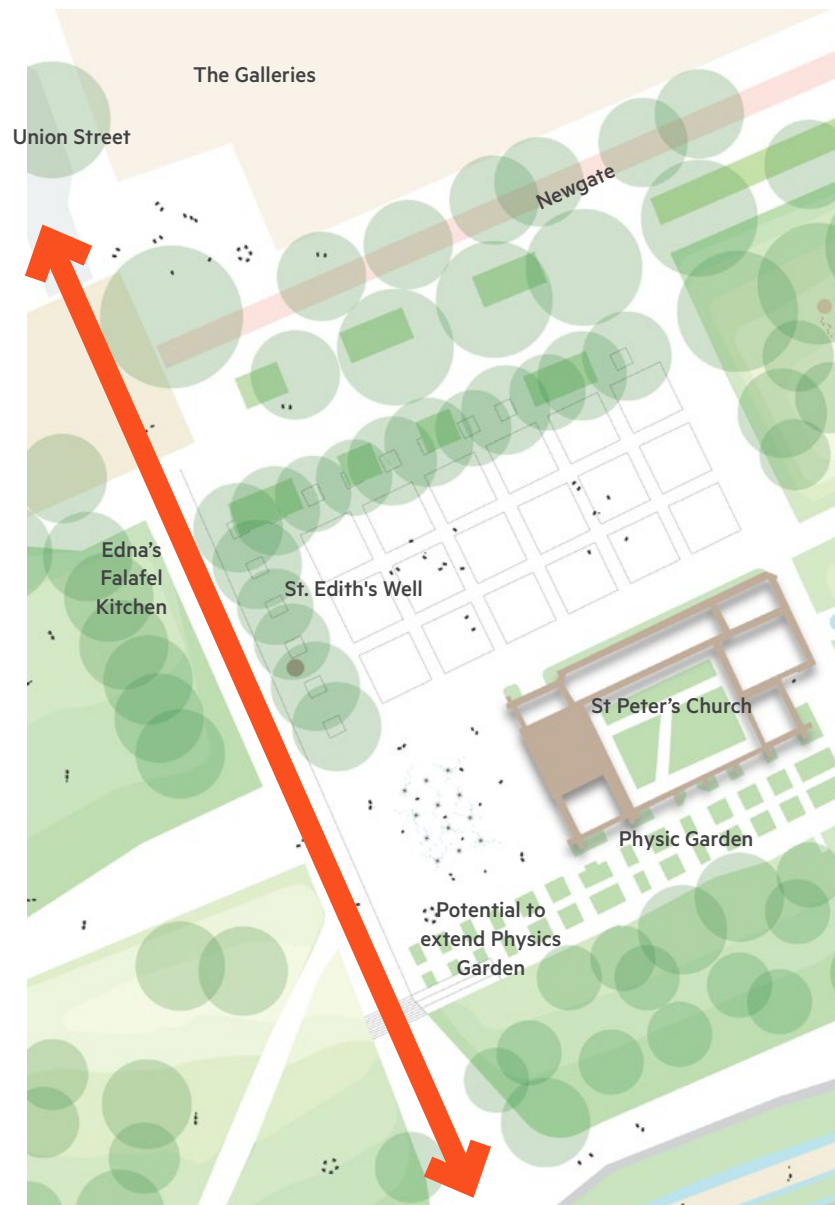 The Galleries
Union Street
Newgate
Edna's
Falafel
Kitchen
St. Edith's Well
St Peter's Church
Physic Garden
Potential to
extend Physics
Garden